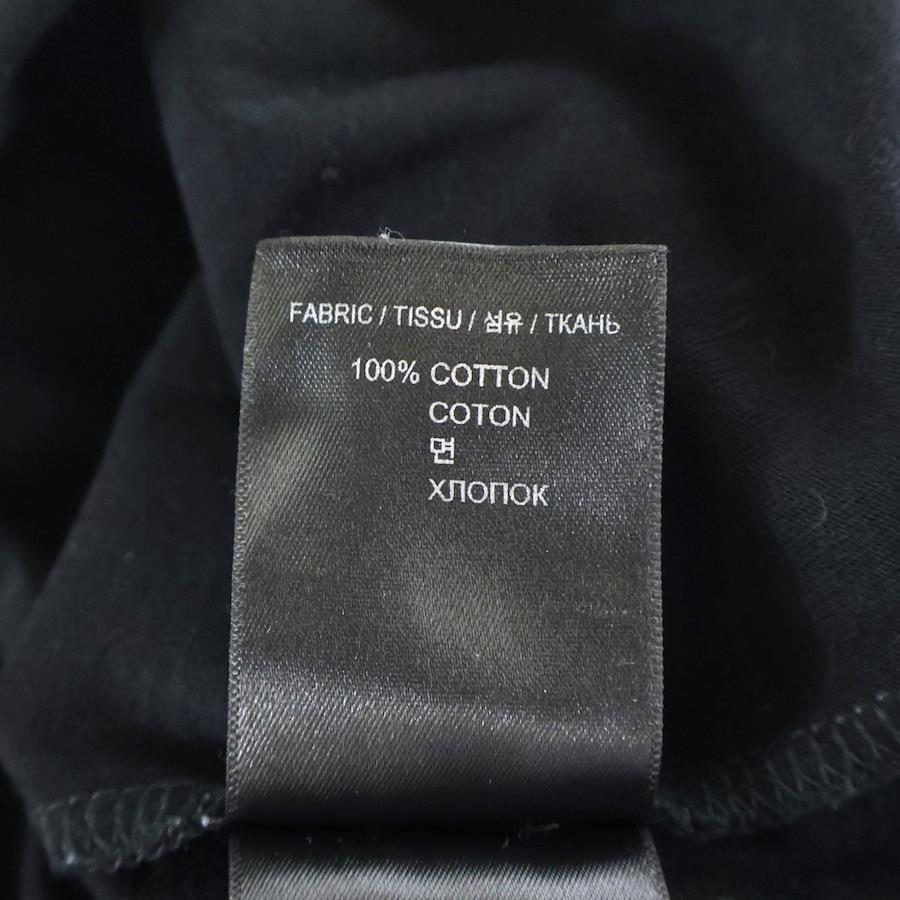 FABRIC / TISSU / 섬유 / ТКАНЬ
100% COTTON
COTON
면
ХЛОПОК